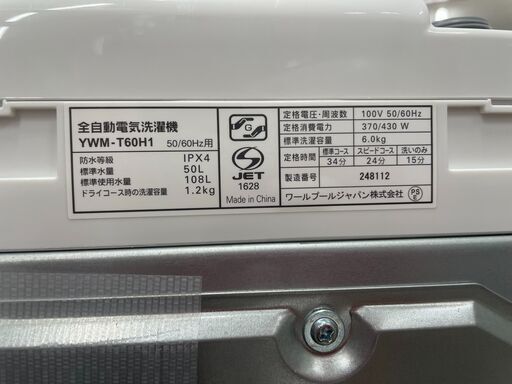 全自動電気洗濯機
YWM-T60H1 50/60Hz用
防水等級 IPX4
標準水量 50L
標準使用水量 108L
ドライコース時の洗濯容量 1.2kg
G
S
JET
1628
Made in China
定格電圧・周波数 100V 50/60Hz
定格消費電力 370/430 W
定格容量 6.0kg
定格時間 標準コース スピードコース 洗いのみ
34分 24分 15分
製造番号 248112
ワールプールジャパン株式会社
PS
E